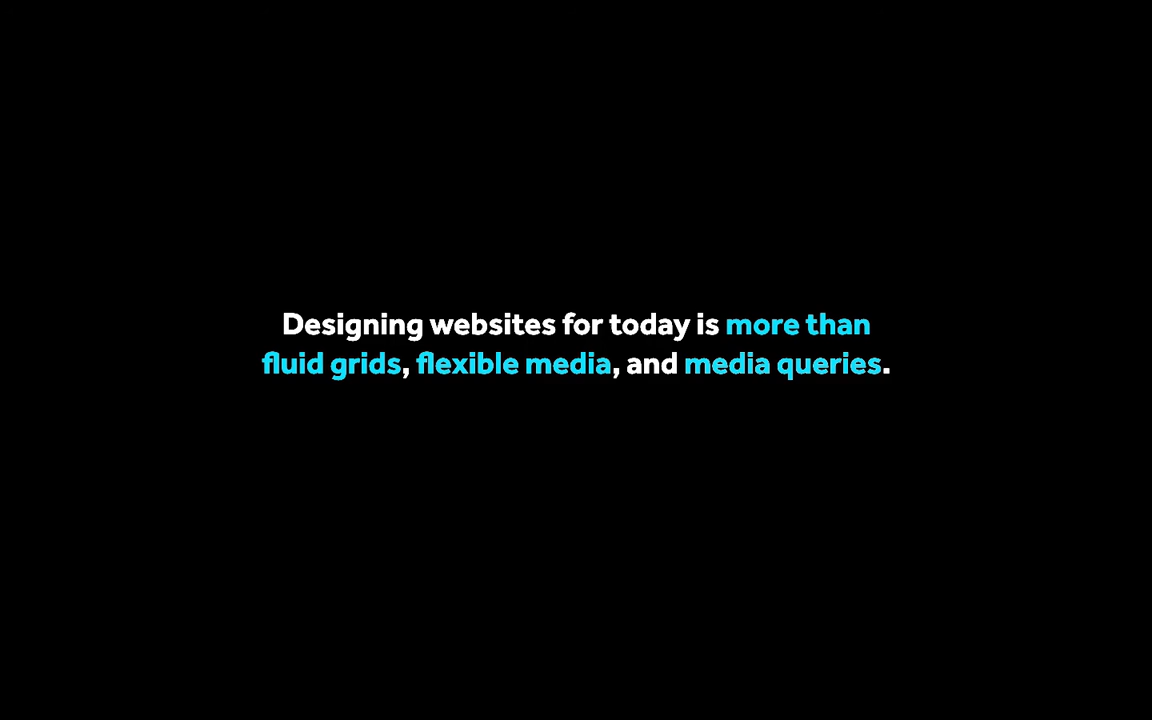 Designing websites for today is more than
fluid grids, flexible media, and media queries.